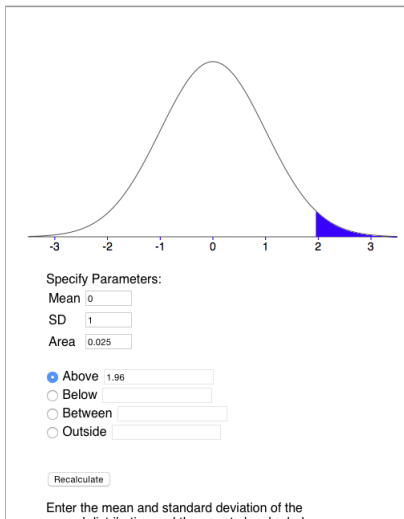 -3 -2 -1 0 1 2 3
Specify Parameters:
Mean 0
SD 1
Area 0.025
Above 1.96
Below
Between
Outside
Recalculate
Enter the mean and standard deviation of the